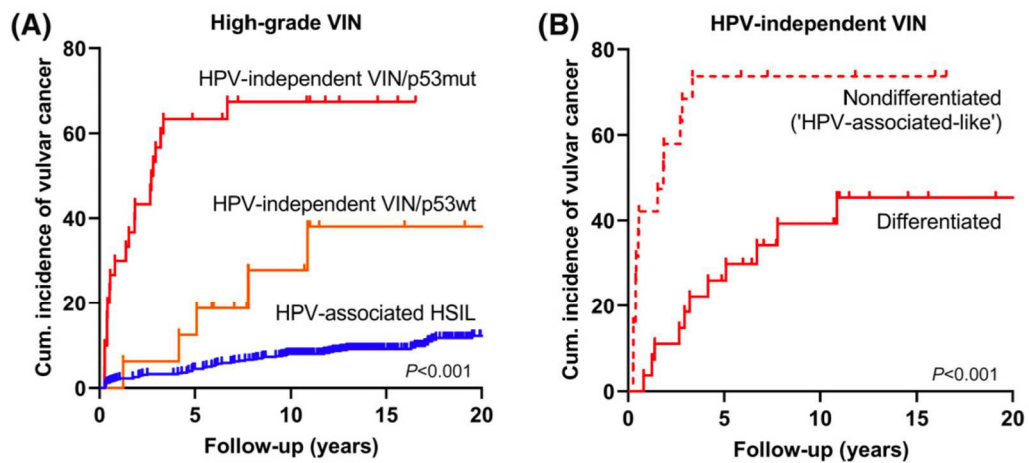 (A)
High-grade VIN
Cum. incidence of vulvar cancer
80
60
40
20
0
HPV-independent VIN/p53mut
HPV-independent VIN/p53wt
HPV-associated HSIL
P<0.001
0 5 10 15 20
Follow-up (years)
(B)
HPV-independent VIN
Cum. incidence of vulvar cancer
80
60
40
20
0
Nondifferentiated
('HPV-associated-like')
Differentiated
P<0.001
0 5 10 15 20
Follow-up (years)